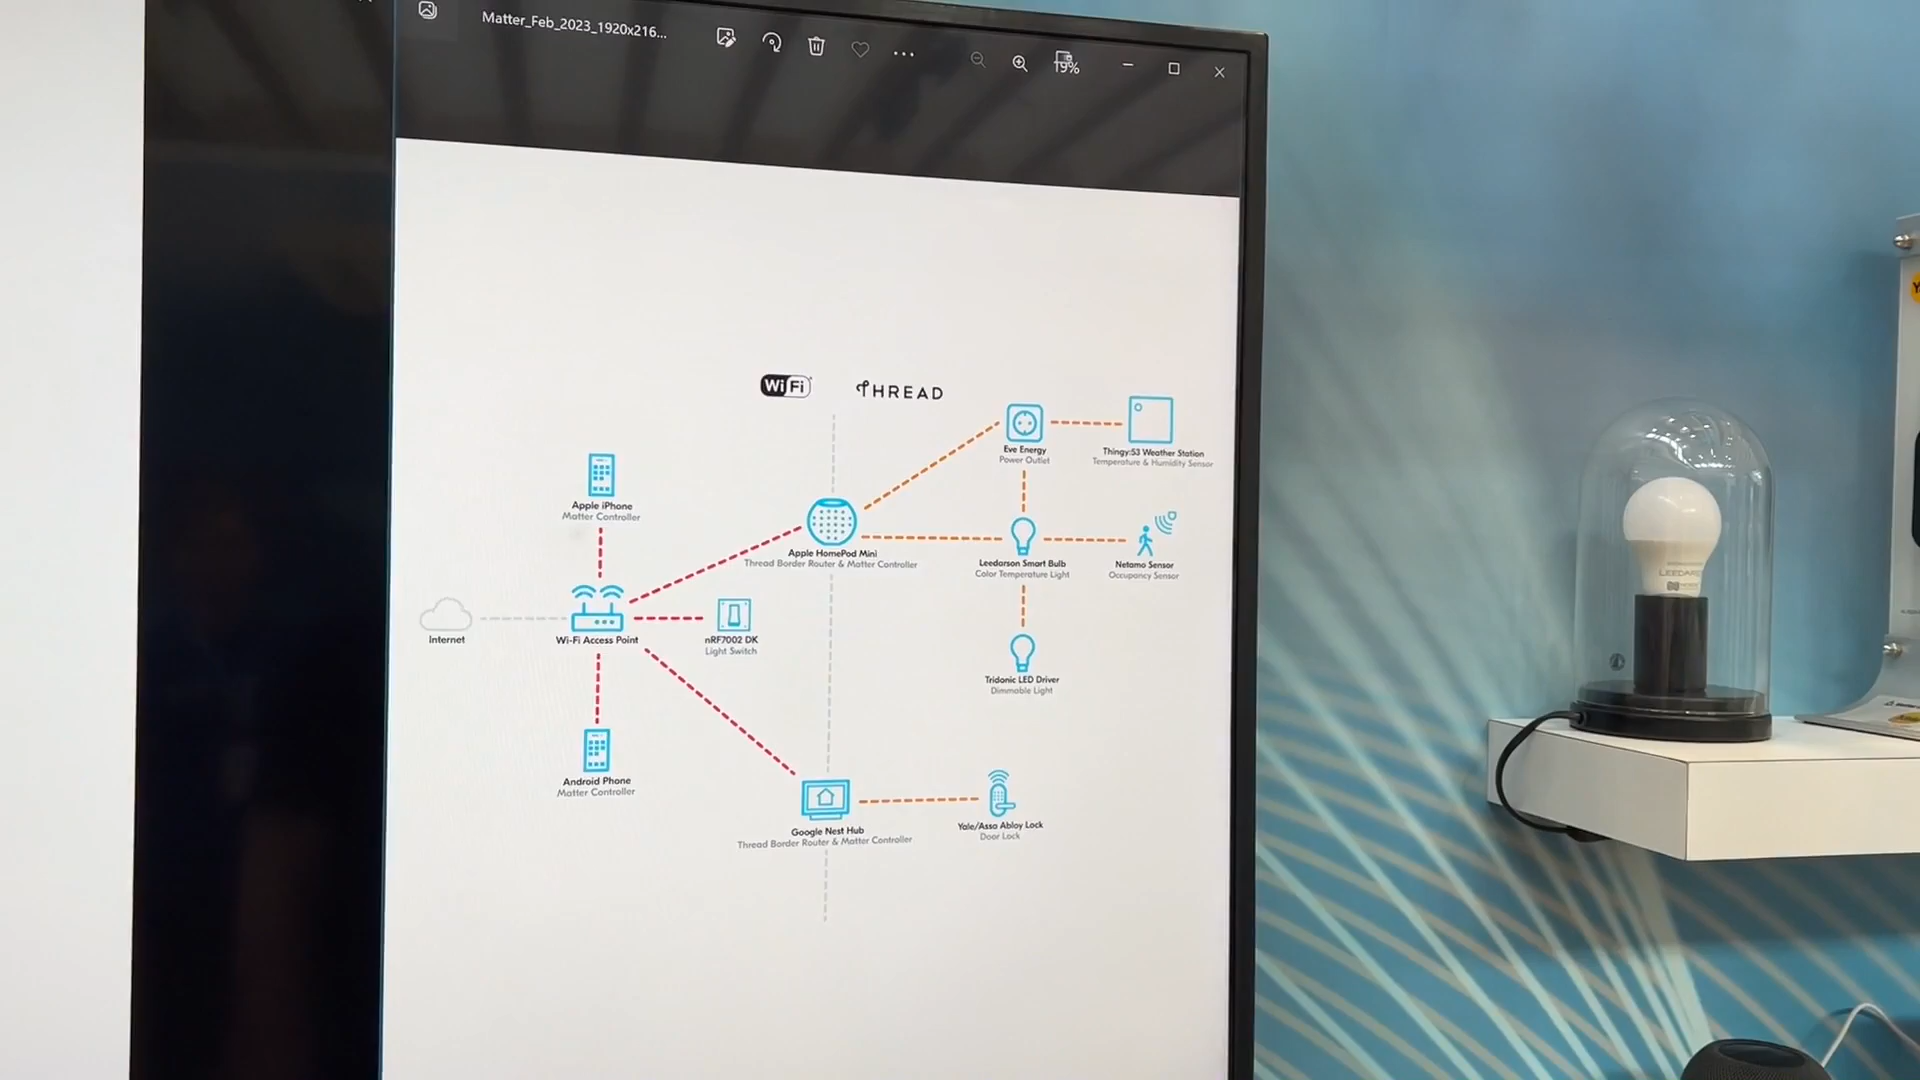 Matter_Feb_2023_1920x216...
19%
WiFi
THREAD
Eve Energy
Power Outlet
Thingy:53 Weather Station
Temperature & Humidity Sensor
Apple iPhone
Matter Controller
Apple HomePod Mini
Thread Border Router & Matter Controller
Leedarson Smart Bulb
Color Temperature Light
Netamo Sensor
Occupancy Sensor
Internet
Wi-Fi Access Point
nRF7002 DK
Light Switch
Tridonic LED Driver
Dimmable Light
Android Phone
Matter Controller
Google Nest Hub
Thread Border Router & Matter Controller
Yale/Assa Abloy Lock
Door Lock